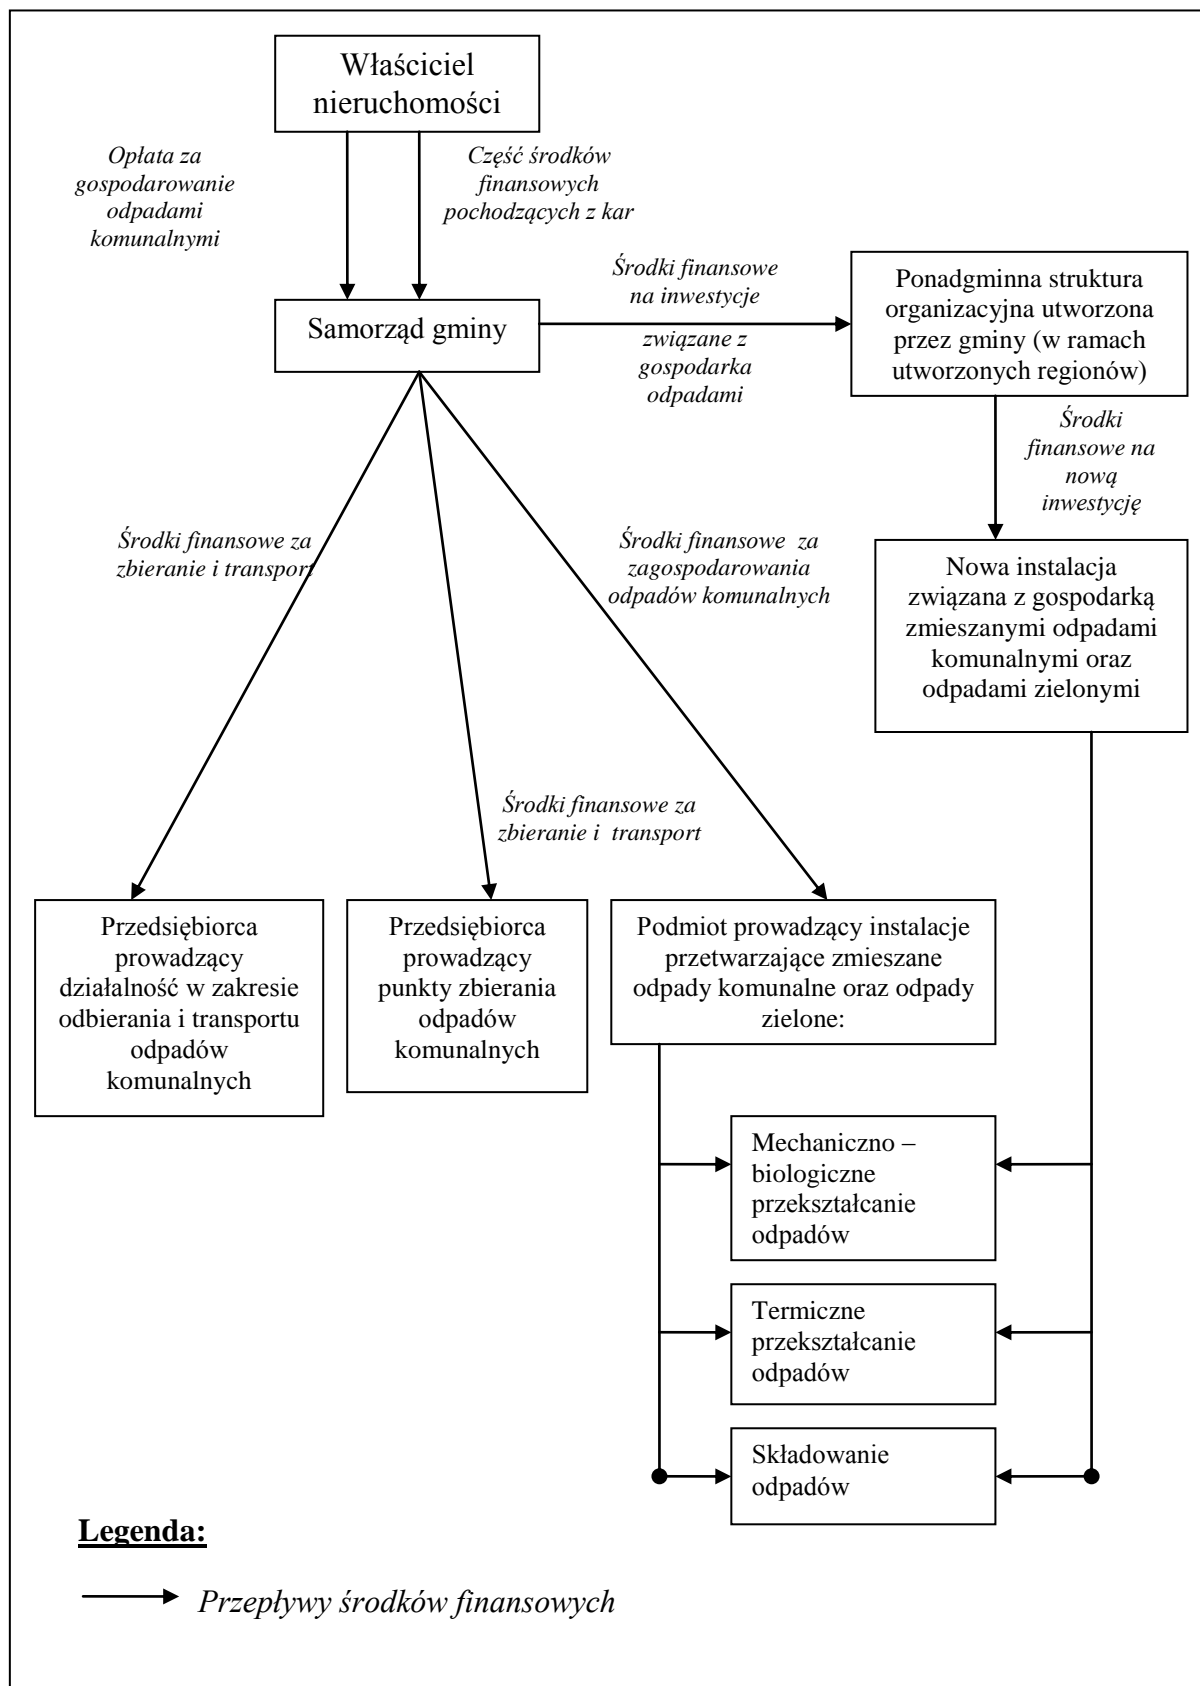 Właściciel
nieruchomości
Opłata za
gospodarowanie
odpadami
komunalnymi
Część środków
finansowych
pochodzących z kar
Samorząd gminy
Środki finansowe
na inwestycje
związane z
gospodarka
odpadami
Ponadgminna struktura
organizacyjna utworzona
przez gminy (w ramach
utworzonych regionów)
Środki
finansowe na
nową
inwestycję
Nowa instalacja
związana z gospodarką
zmieszanymi odpadami
komunalnymi oraz
odpadami zielonymi
Środki finansowe za
zbieranie i transport
Środki finansowe za
zagospodarowania
odpadów komunalnych
Środki finansowe za
zbieranie i transport
Przedsiębiorca
prowadzący
działalność w zakresie
odbierania i transportu
odpadów
komunalnych
Przedsiębiorca
prowadzący
punkty zbierania
odpadów
komunalnych
Podmiot prowadzący instalacje
przetwarzające zmieszane
odpady komunalne oraz odpady
zielone:
Mechaniczno –
biologiczne
przekształcanie
odpadów
Termiczne
przekształcanie
odpadów
Składowanie
odpadów
Legenda:
Przepływy środków finansowych